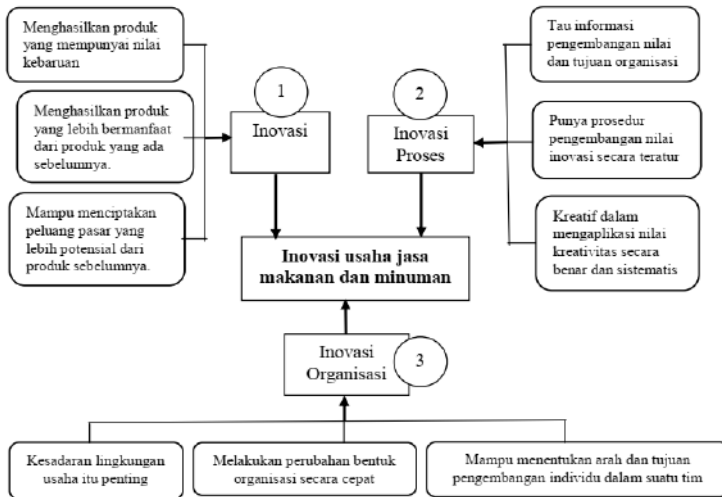 Menghasilkan produk
yang mempunyai nilai
kebaruan
Menghasilkan produk
yang lebih bermanfaat
dari produk yang ada
sebelumnya.
Mampu menciptakan
peluang pasar yang
lebih potensial dari
produk sebelumnya.
1
Inovasi
2
Inovasi
Proses
Tau informasi
pengembangan nilai
dan tujuan organisasi
Punya prosedur
pengembangan nilai
inovasi secara teratur
Kreatif dalam
mengaplikasi nilai
kreativitas secara
benar dan sistematis
Inovasi usaha jasa
makanan dan minuman
Inovasi
Organisasi
3
Kesadaran lingkungan
usaha itu penting
Melakukan perubahan bentuk
organisasi secara cepat
Mampu menentukan arah dan tujuan
pengembangan individu dalam suatu tim